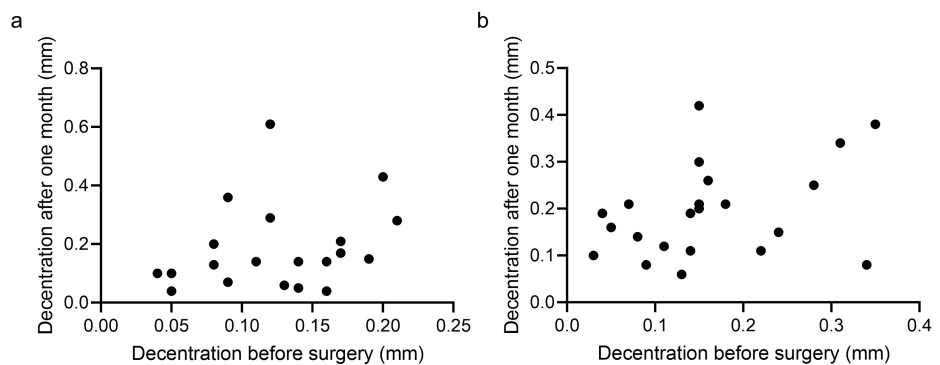 a
Decentration after one month (mm)
0.8
0.6
0.4
0.2
0.0
0.00 0.05 0.10 0.15 0.20 0.25
Decentration before surgery (mm)
b
Decentration after one month (mm)
0.5
0.4
0.3
0.2
0.1
0.0
0.0 0.1 0.2 0.3 0.4
Decentration before surgery (mm)